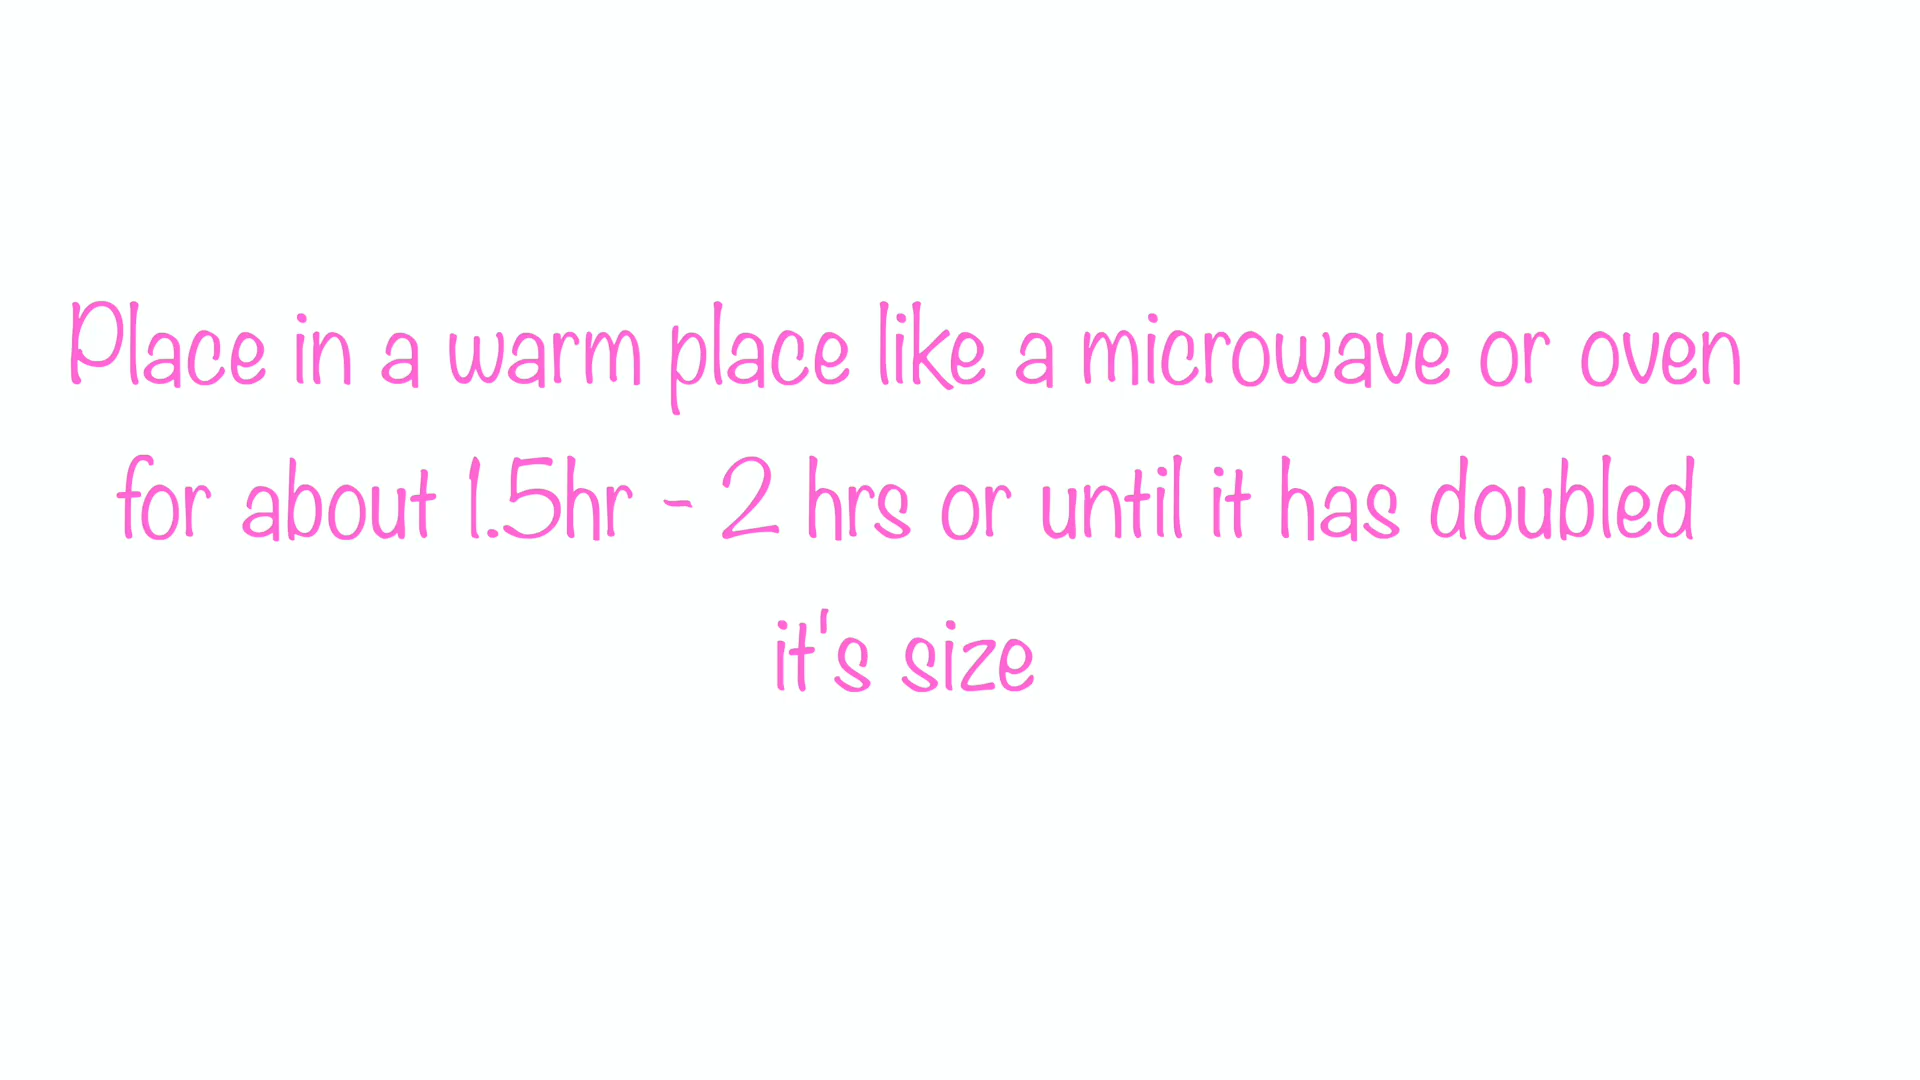 Place in a warm place like a microwave or oven
for about 1.5hr - 2 hrs or until it has doubled
it's size